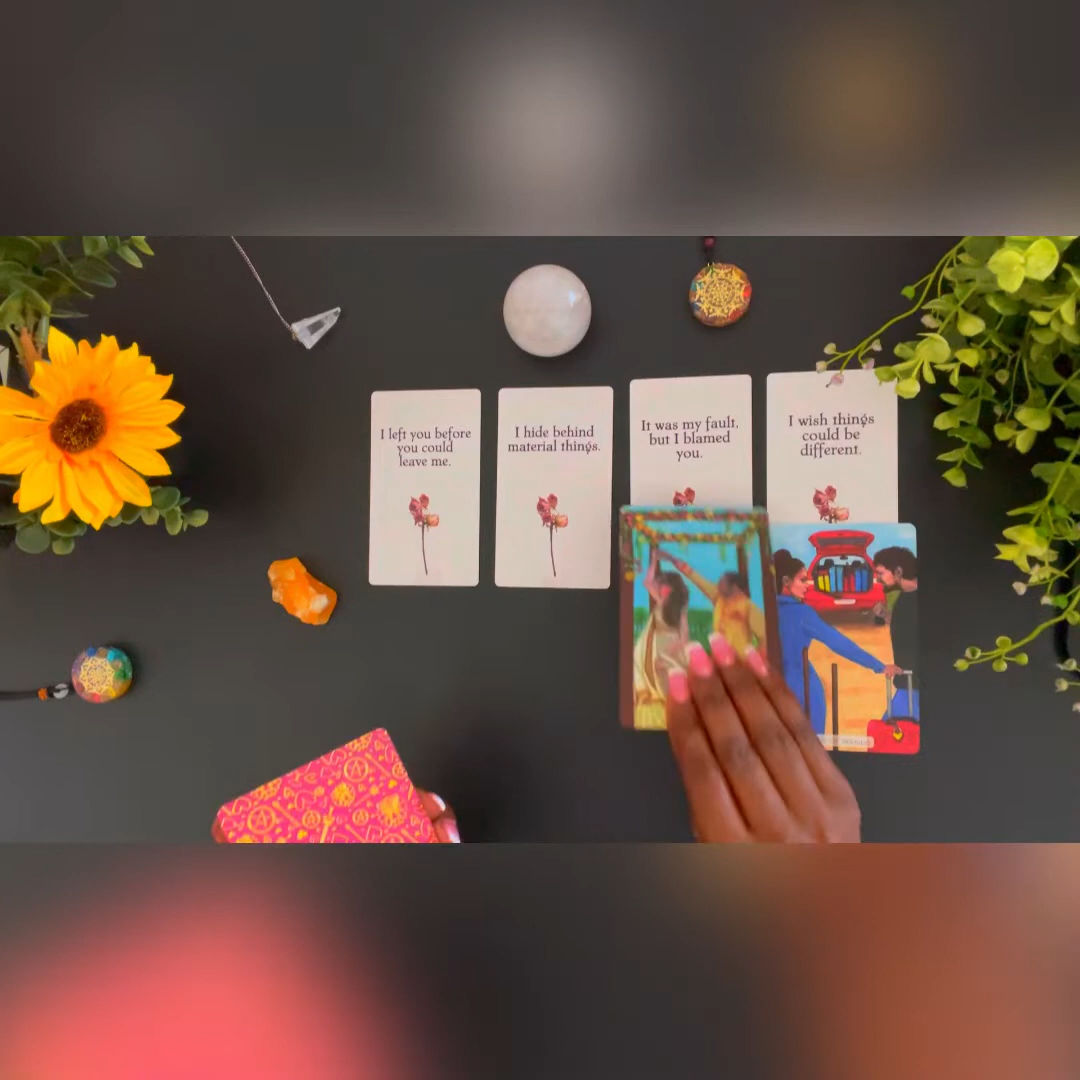 I left you before
you could
leave me.
I hide behind
material things.
It was my fault,
but I blamed
you.
I wish things
could be
different.